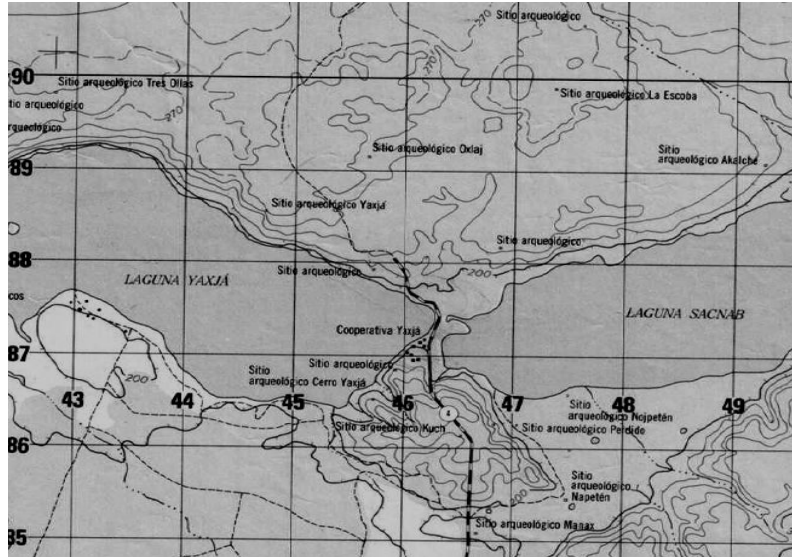 Sitio arqueológico
270
270
90
Sitio arqueológico Tres Ollas
270
Sitio arqueológico La Escoba
270
arqueológico
arqueológico
Sitio arqueológico Oxlaj
Sitio
arqueológico Akalché
89
Sitio arqueológico Yaxjá
Sitio arqueológico
88
Sitio arqueológico
200
LAGUNA YAXJÁ
LAGUNA SACNAB
Cooperativa Yaxjá
87
Sitio arqueológico
Sitio
arqueológico Cerro Yaxjá
200
43
44
45
46
47
48
49
Sitio
arqueológico Nojpetén
Sitio arqueológico Kuch
Sitio arqueológico Perdido
86
Sitio
arqueológico
Napetén
200
Sitio arqueológico Manax
85